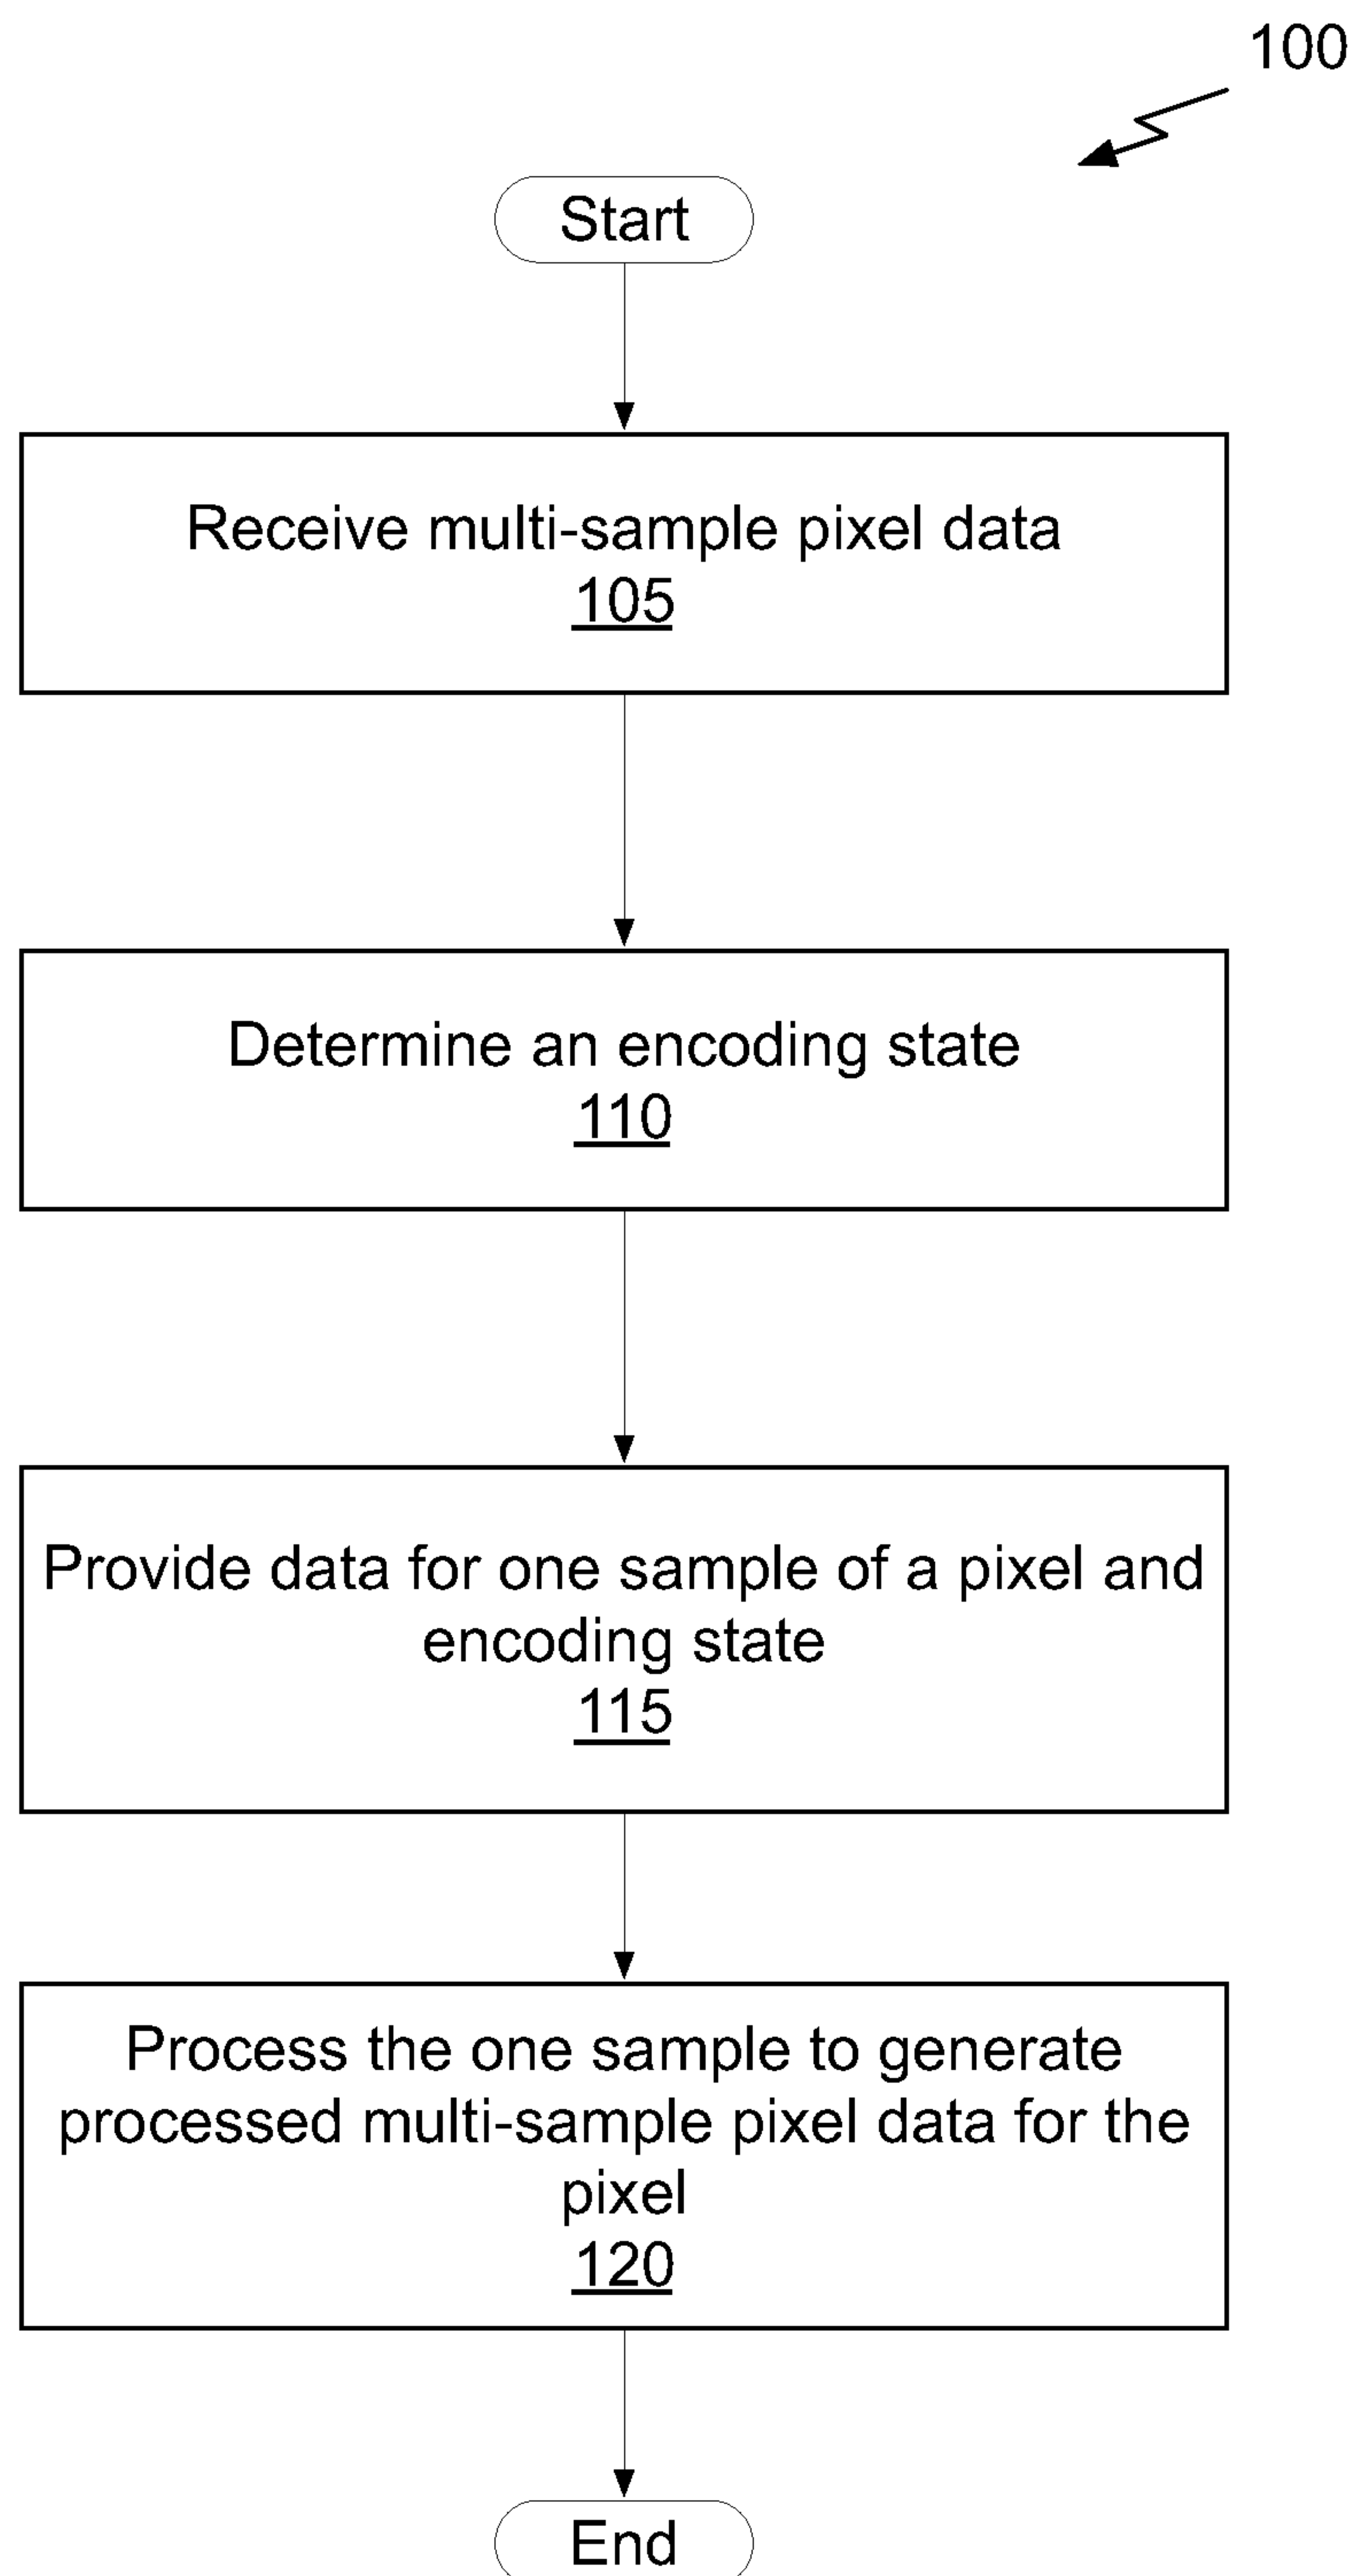 100
Start
Receive multi-sample pixel data
105
Determine an encoding state
110
Provide data for one sample of a pixel and
encoding state
115
Process the one sample to generate
processed multi-sample pixel data for the
pixel
120
End